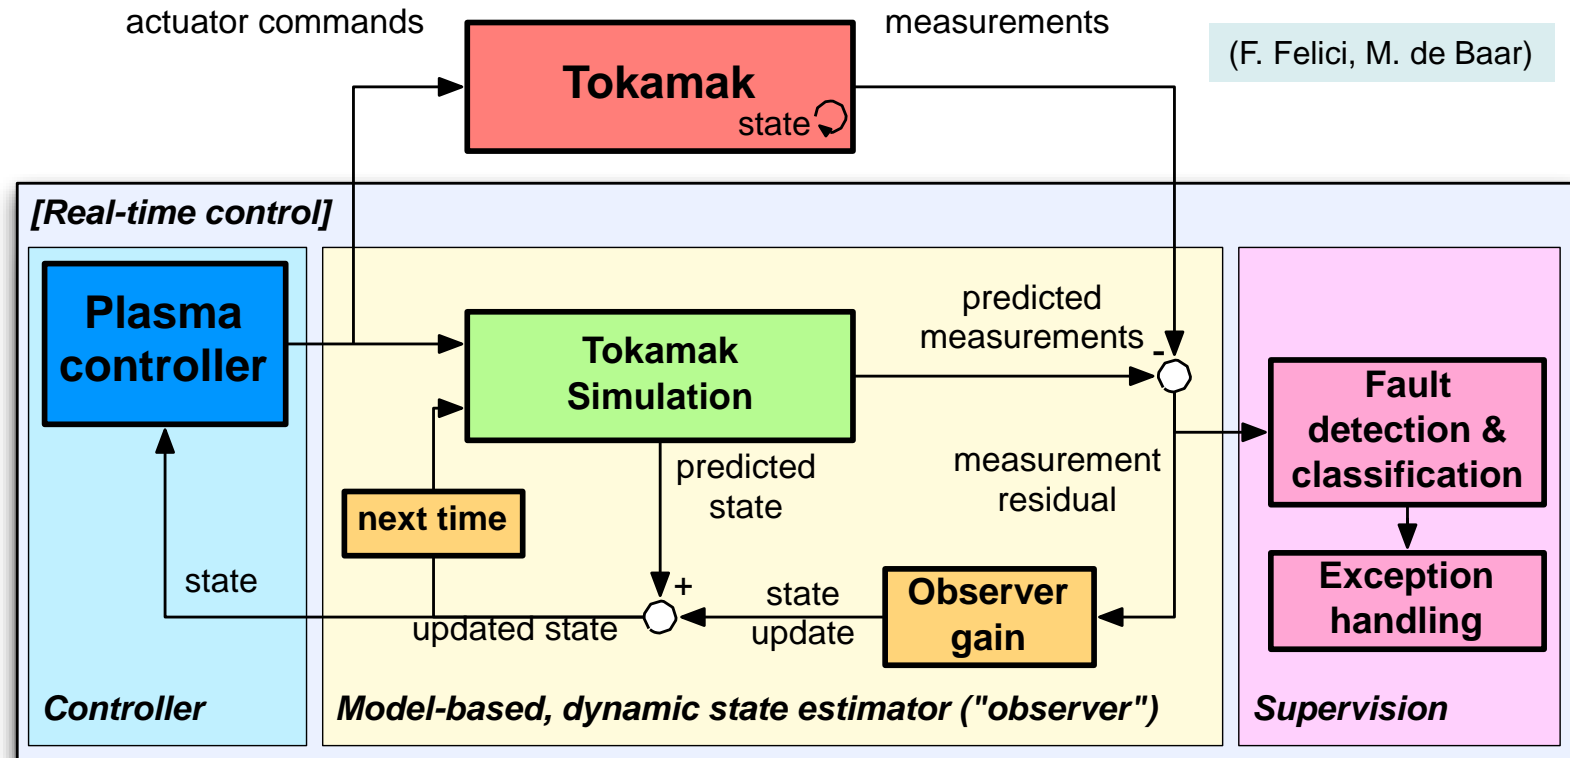 actuator commands
measurements
(F. Felici, M. de Baar)
Tokamak
state
[Real-time control]
Plasma
controller
Tokamak
Simulation
predicted
measurements
-
Fault
detection &
classification
predicted
state
measurement
residual
next time
Exception
handling
state
+
state
update
Observer
gain
updated state
Controller
Model-based, dynamic state estimator ("observer")
Supervision